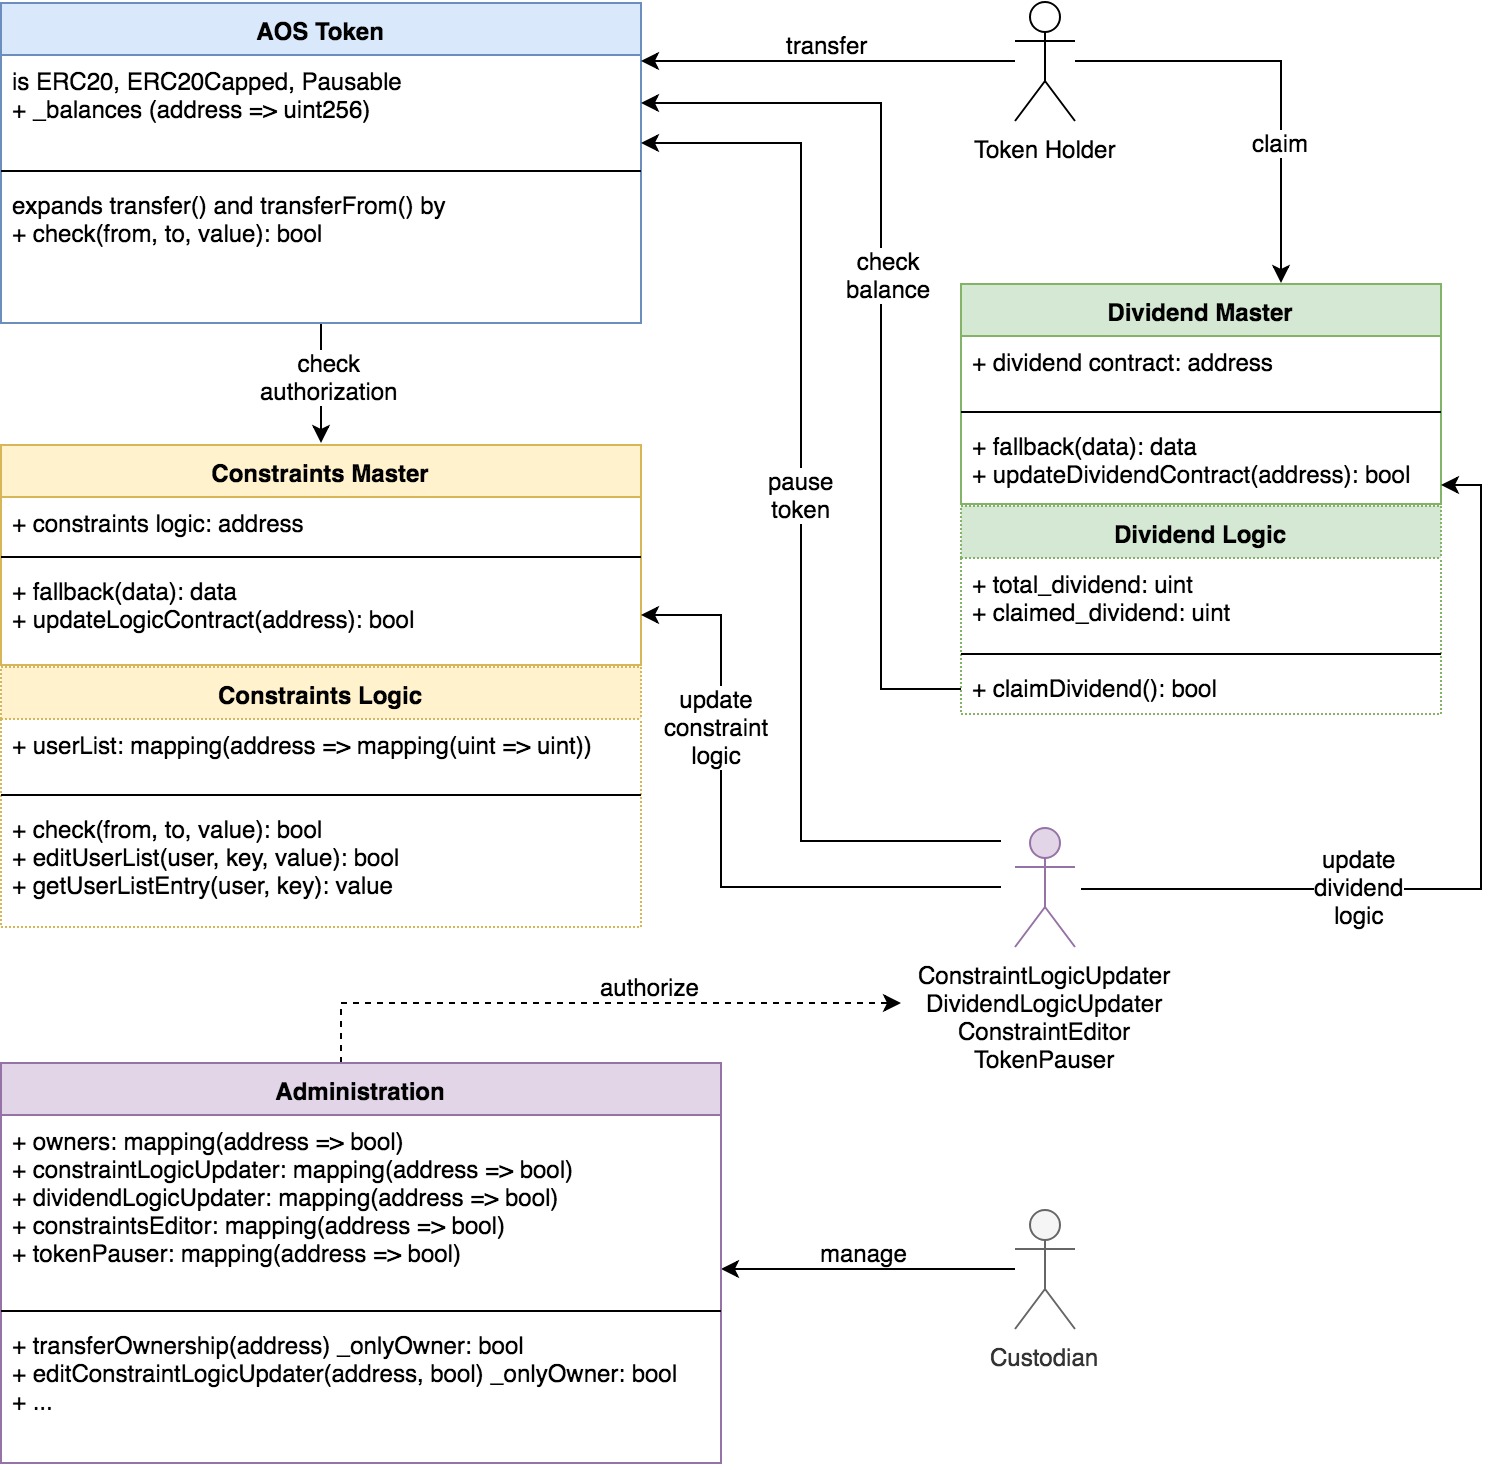 AOS Token
is ERC20, ERC20Capped, Pausable
+ _balances (address => uint256)
expands transfer() and transferFrom() by
+ check(from, to, value): bool
transfer
Token Holder
claim
check
balance
check
authorization
Dividend Master
+ dividend contract: address
+ fallback(data): data
+ updateDividendContract(address): bool
Dividend Logic
+ total_dividend: uint
+ claimed_dividend: uint
+ claimDividend(): bool
Constraints Master
+ constraints logic: address
+ fallback(data): data
+ updateLogicContract(address): bool
Constraints Logic
+ userList: mapping(address => mapping(uint => uint))
+ check(from, to, value): bool
+ editUserList(user, key, value): bool
+ getUserListEntry(user, key): value
pause
token
update
constraint
logic
update
dividend
logic
ConstraintLogicUpdater
DividendLogicUpdater
ConstraintEditor
TokenPauser
authorize
Administration
+ owners: mapping(address => bool)
+ constraintLogicUpdater: mapping(address => bool)
+ dividendLogicUpdater: mapping(address => bool)
+ constraintsEditor: mapping(address => bool)
+ tokenPauser: mapping(address => bool)
+ transferOwnership(address) _onlyOwner: bool
+ editConstraintLogicUpdater(address, bool) _onlyOwner: bool
+ ...
manage
Custodian